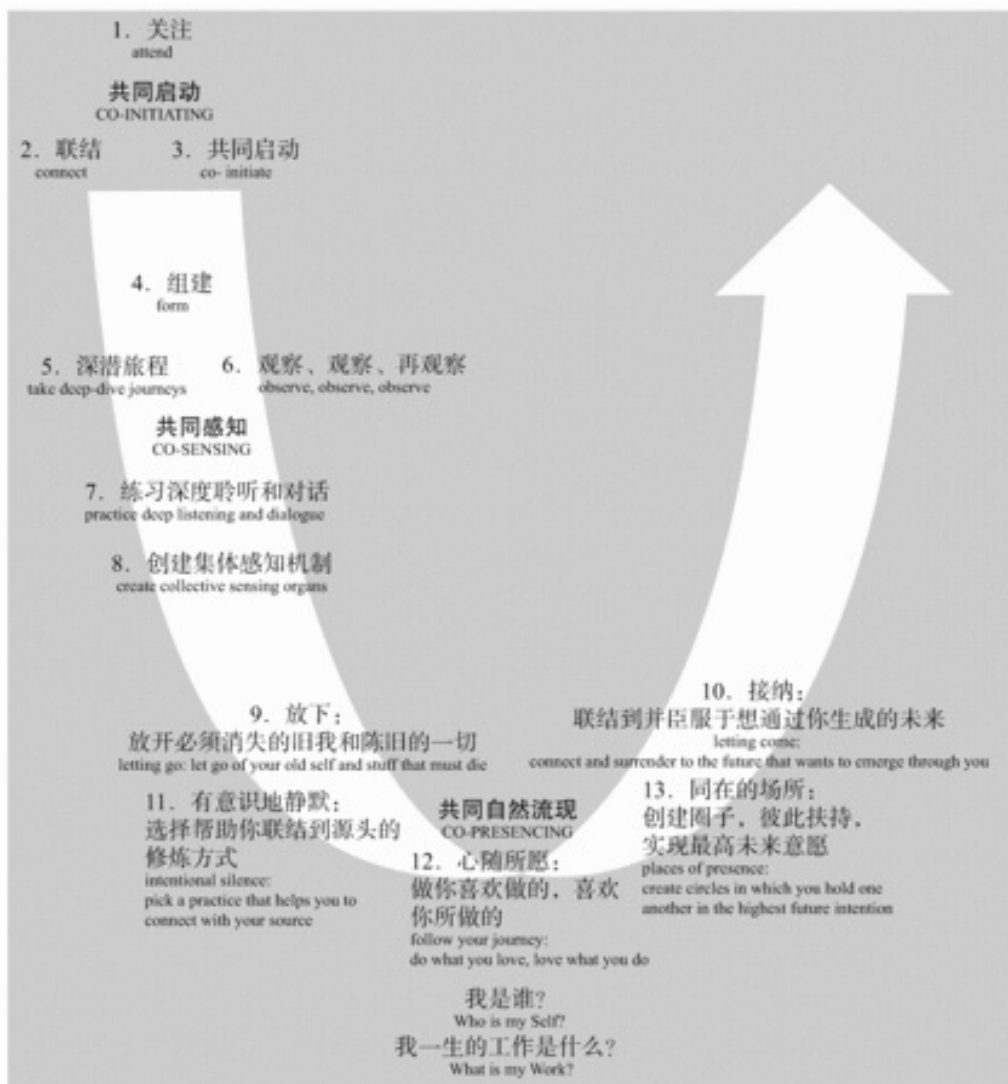 1. 关注
attend
共同启动
CO-INITIATING
2. 联结
connect
3. 共同启动
co- initiate
4. 组建
form
5. 深潜旅程
take deep-dive journeys
6. 观察、观察、再观察
observe, observe, observe
共同感知
CO-SENSING
7. 练习深度聆听和对话
practice deep listening and dialogue
8. 创建集体感知机制
create collective sensing organs
9. 放下：
放开必须消失的旧我和陈旧的一切
letting go: let go of your old self and stuff that must die
10. 接纳：
联结到并臣服于想通过你生成的未来
letting come:
connect and surrender to the future that wants to emerge through you
11. 有意识地静默：
选择帮助你联结到源头的
修炼方式
intentional silence:
pick a practice that helps you to
connect with your source
共同自然流现
CO-PRESENCING
12. 心随所愿：
做你喜欢做的，喜欢
你所做的
follow your journey:
do what you love, love what you do
13. 同在的场所：
创建圈子，彼此扶持，
实现最高未来意愿
places of presence:
create circles in which you hold one
another in the highest future intention
我是谁？
Who is my Self?
我一生的工作是什么？
What is my Work?